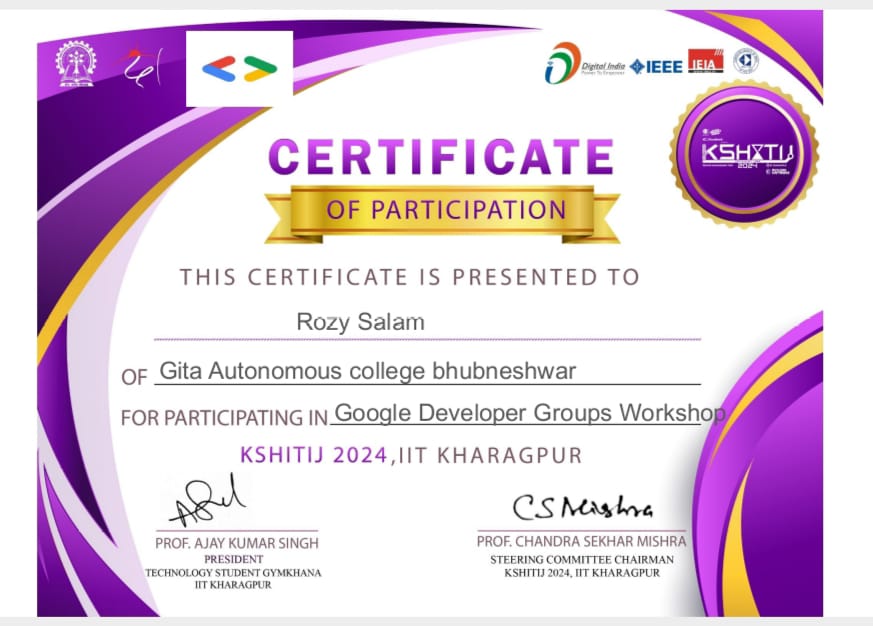 Digital India
Power To Empower
IEEE
IEIA
KSHITIJ
2024
CERTIFICATE
OF PARTICIPATION
THIS CERTIFICATE IS PRESENTED TO
Rozy Salam
OF Gita Autonomous college bhubneshwar
FOR PARTICIPATING IN Google Developer Groups Workshop
KSHITIJ 2024,IIT KHARAGPUR
CS Mishra
PROF. AJAY KUMAR SINGH
PRESIDENT
TECHNOLOGY STUDENT GYMKHANA
IIT KHARAGPUR
PROF. CHANDRA SEKHAR MISHRA
STEERING COMMITTEE CHAIRMAN
KSHITIJ 2024, IIT KHARAGPUR